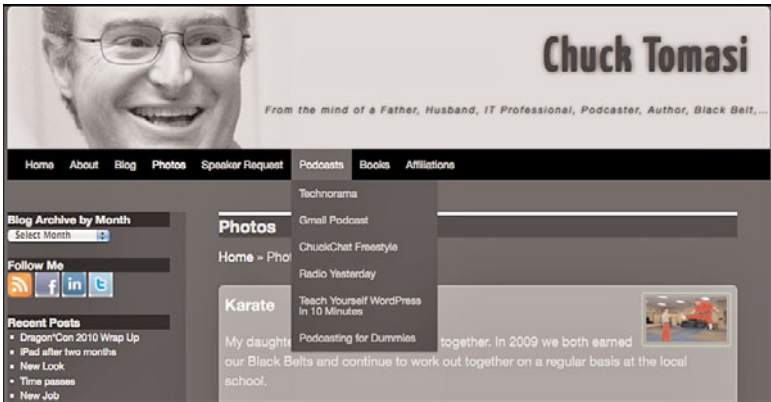 Chuck Tomasi
From the mind of a Father, Husband, IT Professional, Podcaster, Author, Black Belt,...
Home About Blog Photos Speaker Request Podcasts Books Affiliations
Technorama
Gmail Podcast
ChuckChat Freestyle
Radio Yesterday
Teach Yourself WordPress
In 10 Minutes
Podcasting for Dummies
Blog Archive by Month
Select Month
Follow Me
in
Recent Posts
Dragon*Con 2010 Wrap Up
iPad after two months
New Look
Time passes
New Job
Photos
Home »
Karate
My together. In 2009 we both earned
our Black Belts and continue to work out together on a regular basis at the local
school.